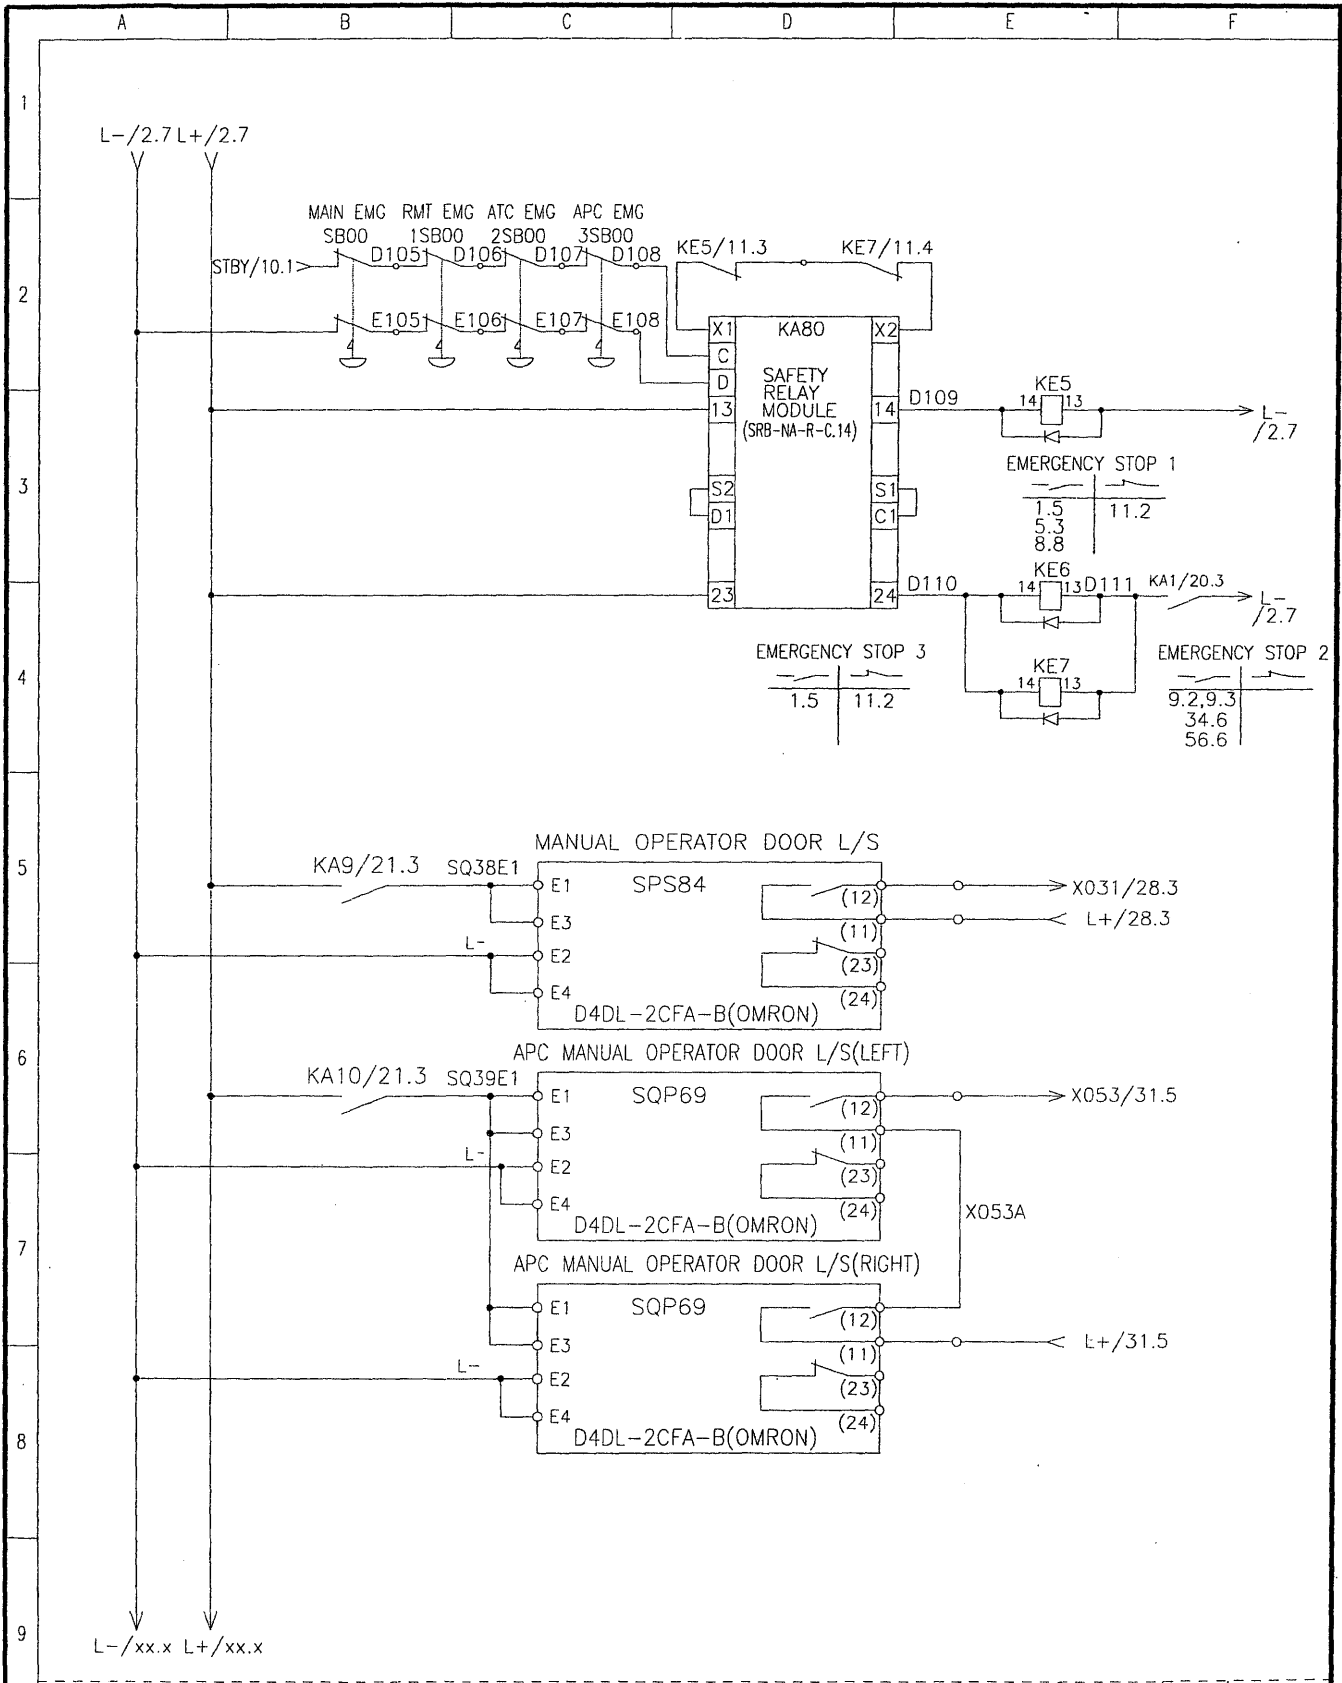 A B C D E F
1
L-/2.7 L+/2.7
MAIN EMG RMT EMG ATC EMG APC EMG
SB00 1SB00 2SB00 3SB00
STBY/10.1 D105 D106 D107 D108
KE5/11.3 KE7/11.4
2
E105 E106 E107 E108
4 4 4 4
X1 KA80 X2
C
D
SAFETY
RELAY
MODULE
(SRB-NA-R-C.14)
13 14 D109
KE5
14 13
L-
/2.7
EMERGENCY STOP 1
3
S2 S1
D1 C1
1.5 11.2
5.3
8.8
23 24 D110
KE6
14 13 D111 KA1/20.3
L-
/2.7
EMERGENCY STOP 3
1.5 11.2
4
KE7
14 13
EMERGENCY STOP 2
9.2,9.3
34.6
56.6
MANUAL OPERATOR DOOR L/S
5
KA9/21.3 SQ38E1
E1 SPS84 (12) X031/28.3
E3 (11) L+/28.3
L- E2 (23)
E4 (24)
D4DL-2CFA-B(OMRON)
6
APC MANUAL OPERATOR DOOR L/S(LEFT)
KA10/21.3 SQ39E1
E1 SQP69 (12) X053/31.5
E3 (11)
L- E2 (23)
E4 (24)
X053A
D4DL-2CFA-B(OMRON)
7
APC MANUAL OPERATOR DOOR L/S(RIGHT)
E1 SQP69 (12)
E3 (11) L+/31.5
L- E2 (23)
E4 (24)
8
D4DL-2CFA-B(OMRON)
9
L-/xx.x L+/xx.x